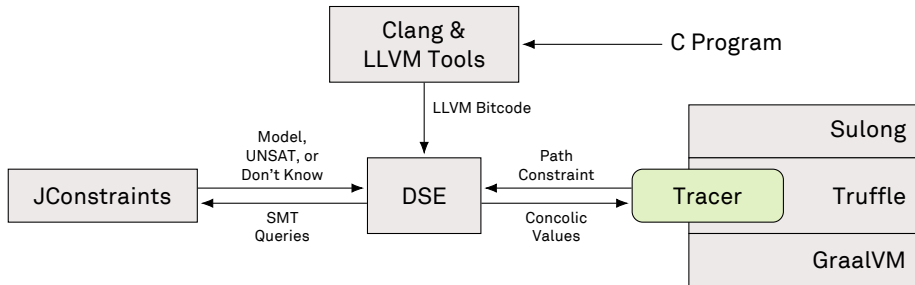 Clang &
LLVM Tools
C Program
LLVM Bitcode
Sulong
Model,
UNSAT, or
Don't Know
Path
Constraint
JConstraints
DSE
Tracer
Truffle
SMT
Queries
Concolic
Values
GraalVM